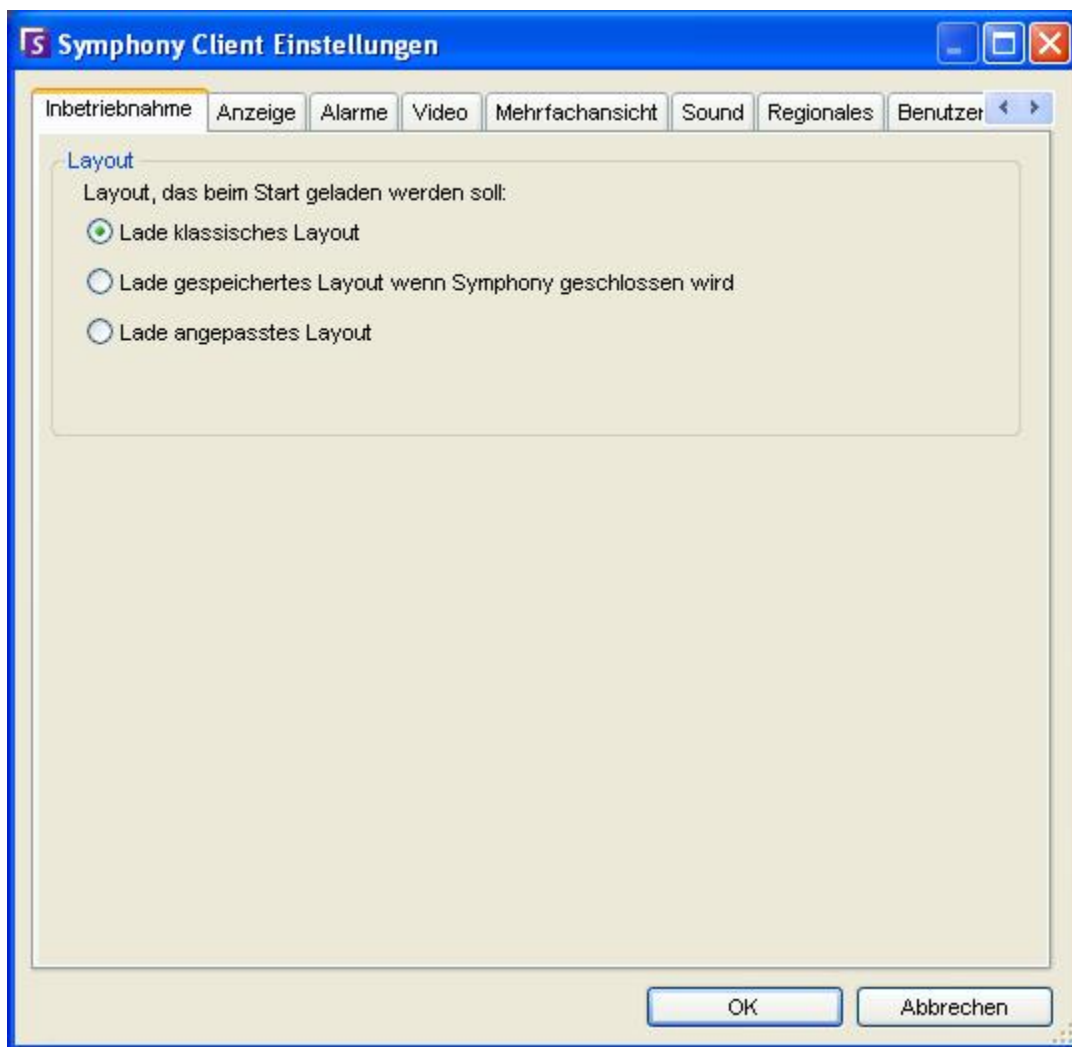 Symphony Client Einstellungen
Inbetriebnahme Anzeige Alarme Video Mehrfachansicht Sound Regionales Benutzer
Layout
Layout, das beim Start geladen werden soll:
Lade klassisches Layout
Lade gespeichertes Layout wenn Symphony geschlossen wird
Lade angepasstes Layout
OK Abbrechen